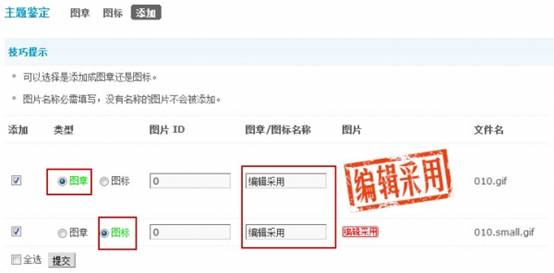 主题鉴定 图章 图标 添加
技巧提示
可以选择是添加成图章还是图标。
图片名称必需填写，没有名称的图片不会被添加。
添加 类型 图片 ID 图章/图标名称 图片 文件名
图章 图标 0 编辑采用 编辑采用 010.gif
图章 图标 0 编辑采用 编辑采用 010.small.gif
全选 提交